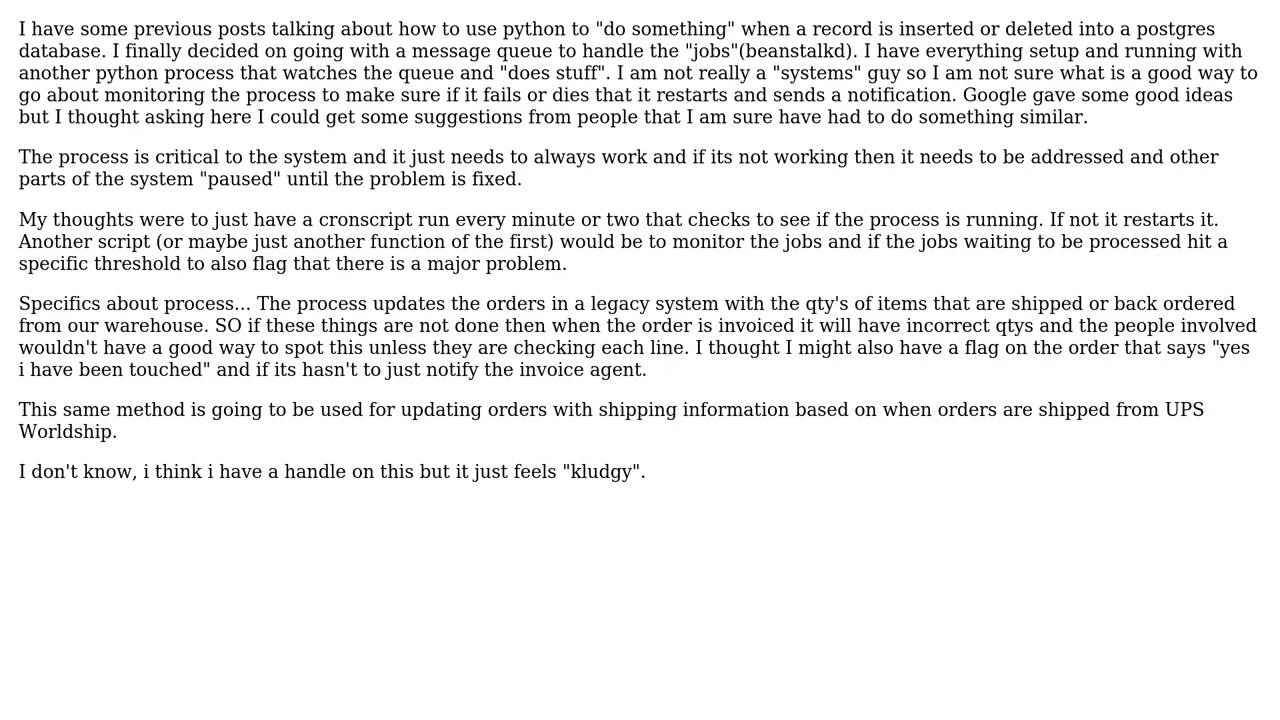 I have some previous posts talking about how to use python to "do something" when a record is inserted or deleted into a postgres
database. I finally decided on going with a message queue to handle the "jobs"(beanstalkd). I have everything setup and running with
another python process that watches the queue and "does stuff". I am not really a "systems" guy so I am not sure what is a good way to
go about monitoring the process to make sure if it fails or dies that it restarts and sends a notification. Google gave some good ideas
but I thought asking here I could get some suggestions from people that I am sure have had to do something similar.
The process is critical to the system and it just needs to always work and if its not working then it needs to be addressed and other
parts of the system "paused" until the problem is fixed.
My thoughts were to just have a cronscript run every minute or two that checks to see if the process is running. If not it restarts it.
Another script (or maybe just another function of the first) would be to monitor the jobs and if the jobs waiting to be processed hit a
specific threshold to also flag that there is a major problem.
Specifics about process... The process updates the orders in a legacy system with the qty's of items that are shipped or back ordered
from our warehouse. SO if these things are not done then when the order is invoiced it will have incorrect qtys and the people involved
wouldn't have a good way to spot this unless they are checking each line. I thought I might also have a flag on the order that says "yes
i have been touched" and if its hasn't to just notify the invoice agent.
This same method is going to be used for updating orders with shipping information based on when orders are shipped from UPS
Worldship.
I don't know, i think i have a handle on this but it just feels "kludgy".